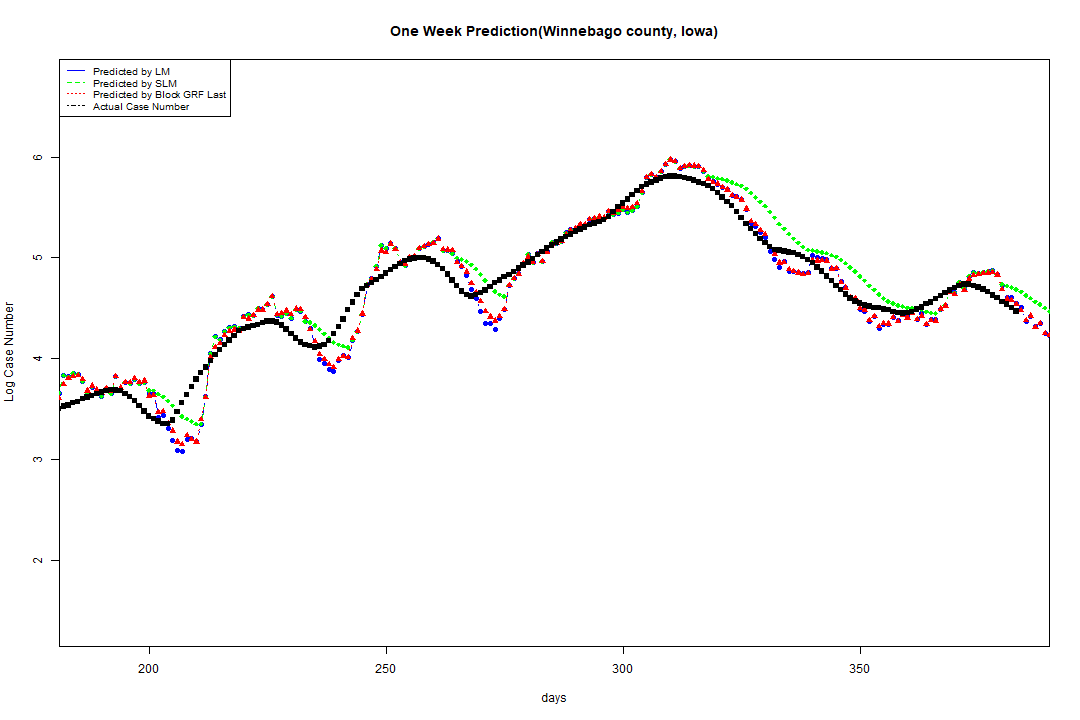 One Week Prediction(Winnebago county, Iowa)
Predicted by LM
Predicted by SLM
Predicted by Block GRF Last
Actual Case Number
6
5
4
3
2
Log Case Number
200 250 300 350
days